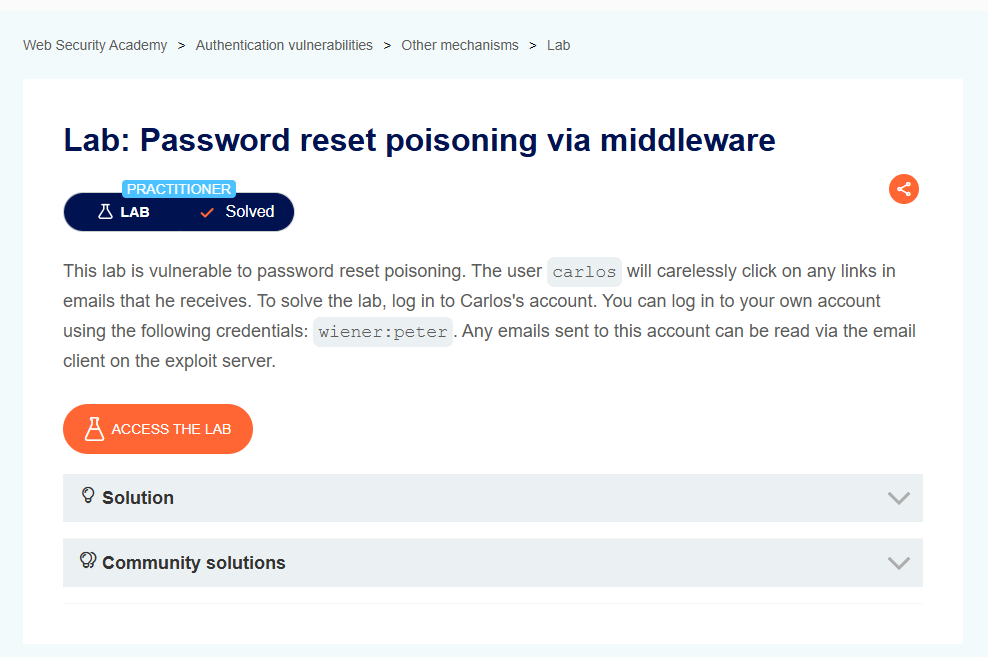 Web Security Academy > Authentication vulnerabilities > Other mechanisms > Lab
Lab: Password reset poisoning via middleware
PRACTITIONER
LAB Solved
This lab is vulnerable to password reset poisoning. The user carlos will carelessly click on any links in
emails that he receives. To solve the lab, log in to Carlos's account. You can log in to your own account
using the following credentials: wiener:peter. Any emails sent to this account can be read via the email
client on the exploit server.
ACCESS THE LAB
Solution
Community solutions